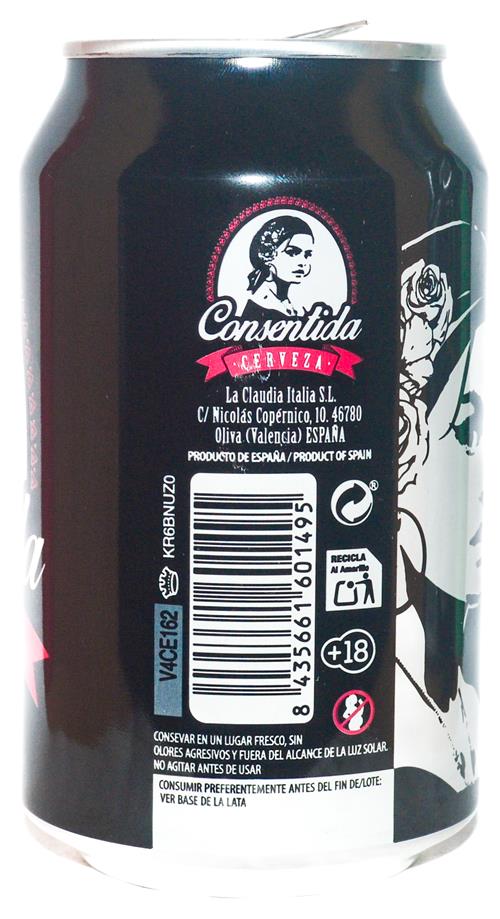 Consentida
CERVEZA
La Claudia Italia S.L.
C/ Nicolás Copérnico, 10. 46780
Oliva (Valencia) ESPAÑA
PRODUCTO DE ESPAÑA / PRODUCT OF SPAIN
KR6BNUZ0
V4CE162
8 435661 601495
®
RECICLA
Al Amarillo
+18
CONSEVAR EN UN LUGAR FRESCO, SIN
OLORES AGRESIVOS Y FUERA DEL ALCANCE DE LA LUZ SOLAR.
NO AGITAR ANTES DE USAR
CONSUMIR PREFERENTEMENTE ANTES DEL FIN DE/LOTE:
VER BASE DE LA LATA
a